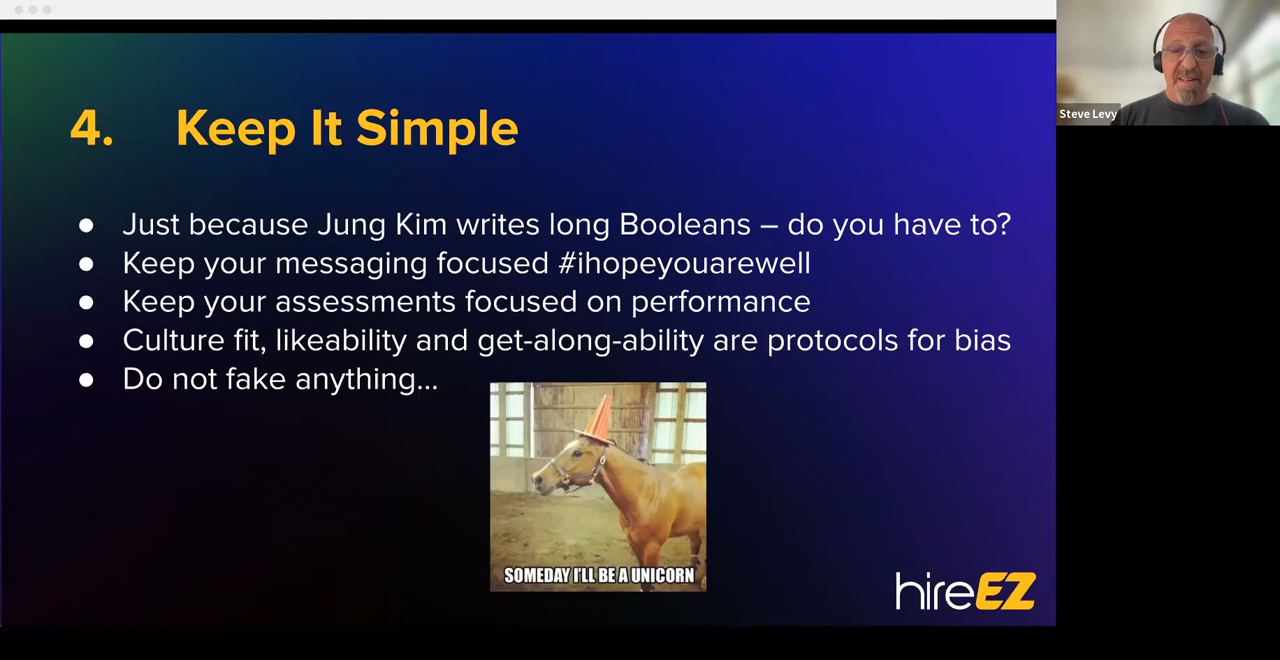 4. Keep It Simple
● Just because Jung Kim writes long Booleans – do you have to?
● Keep your messaging focused #ihopeyouarewell
● Keep your assessments focused on performance
● Culture fit, likeability and get-along-ability are protocols for bias
● Do not fake anything...
SOMEDAY I'LL BE A UNICORN
hireEZ
Steve Levy